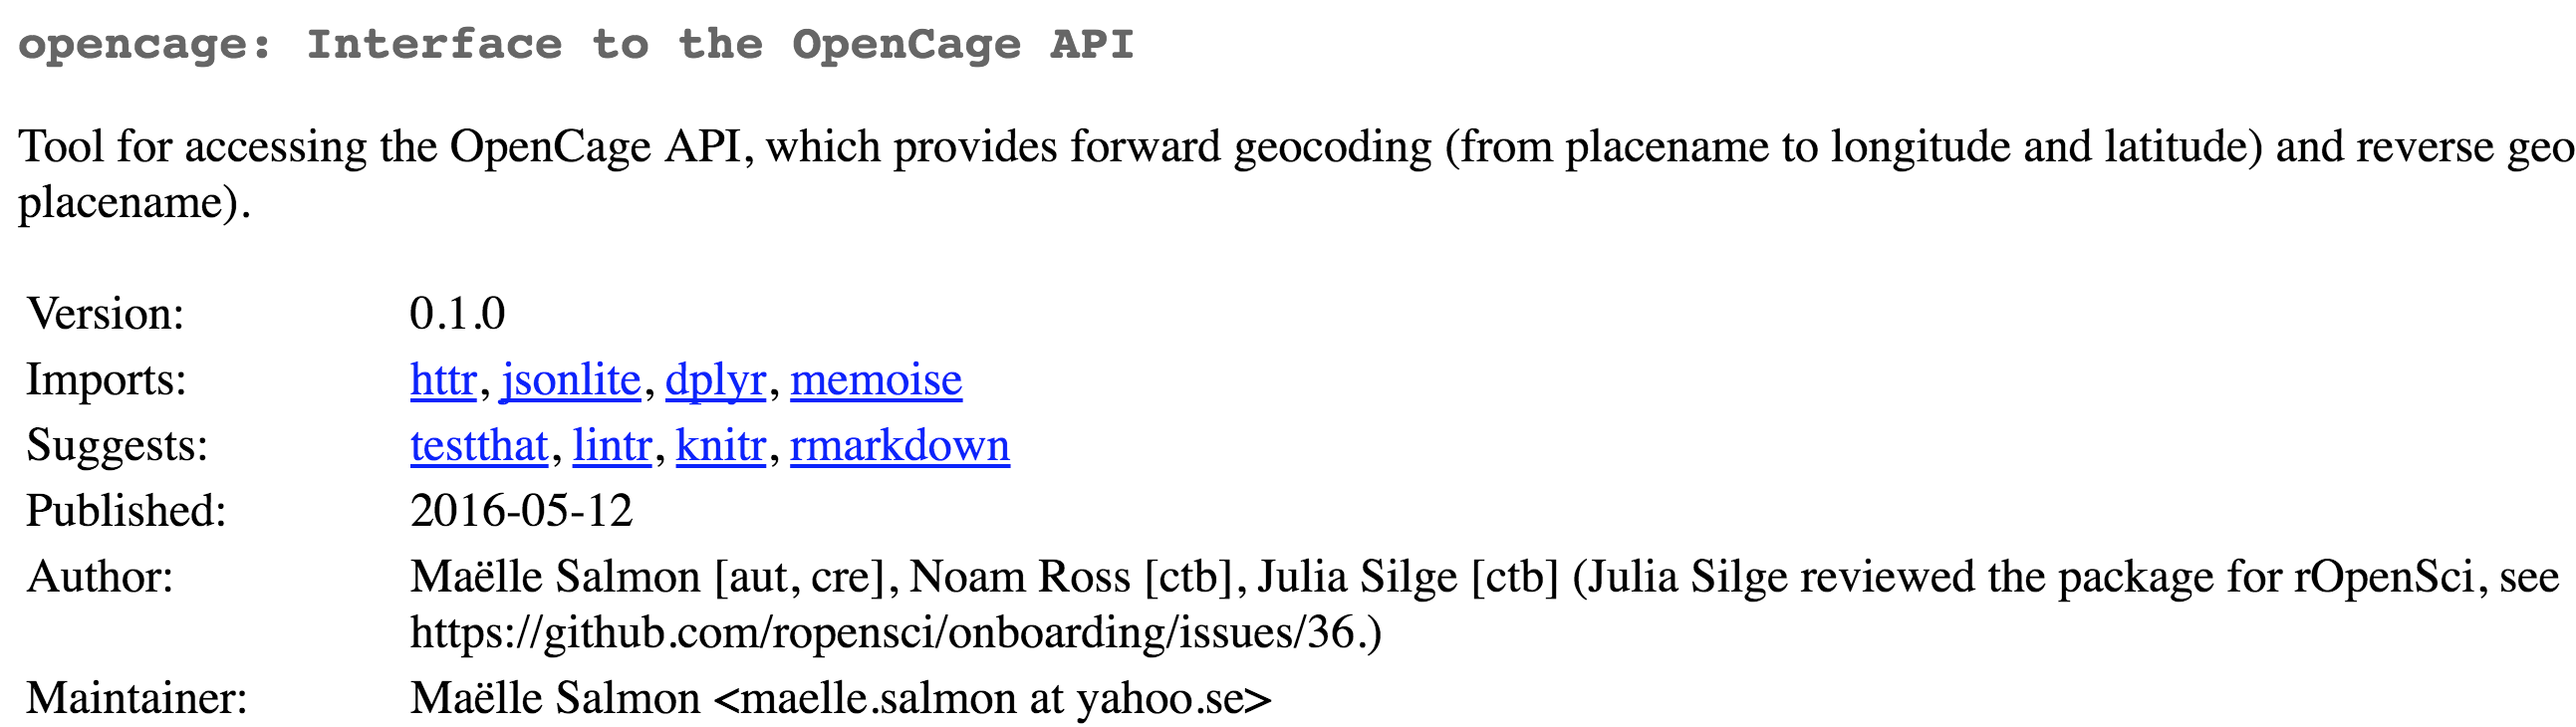 opencage: Interface to the OpenCage API
Tool for accessing the OpenCage API, which provides forward geocoding (from placename to longitude and latitude) and reverse geo
placename).
Version: 0.1.0
Imports: httr, jsonlite, dplyr, memoise
Suggests: testthat, lintr, knitr, rmarkdown
Published: 2016-05-12
Author: Maëlle Salmon [aut, cre], Noam Ross [ctb], Julia Silge [ctb] (Julia Silge reviewed the package for rOpenSci, see
https://github.com/ropensci/onboarding/issues/36.)
Maintainer: Maëlle Salmon <maelle.salmon at yahoo.se>